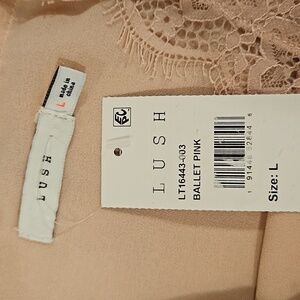 L made in
china
LUSH
LUSH
LT16443-003
BALLET PINK
Size: L